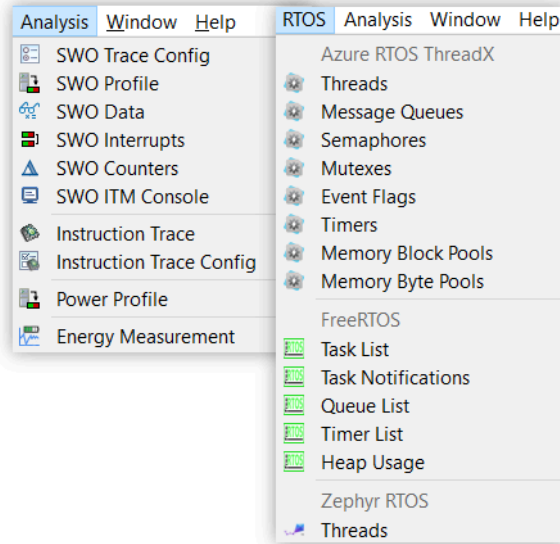 Analysis Window Help
SWO Trace Config
SWO Profile
SWO Data
SWO Interrupts
SWO Counters
SWO ITM Console
Instruction Trace
Instruction Trace Config
Power Profile
Energy Measurement
RTOS Analysis Window Help
Azure RTOS ThreadX
Threads
Message Queues
Semaphores
Mutexes
Event Flags
Timers
Memory Block Pools
Memory Byte Pools
FreeRTOS
Task List
Task Notifications
Queue List
Timer List
Heap Usage
Zephyr RTOS
Threads